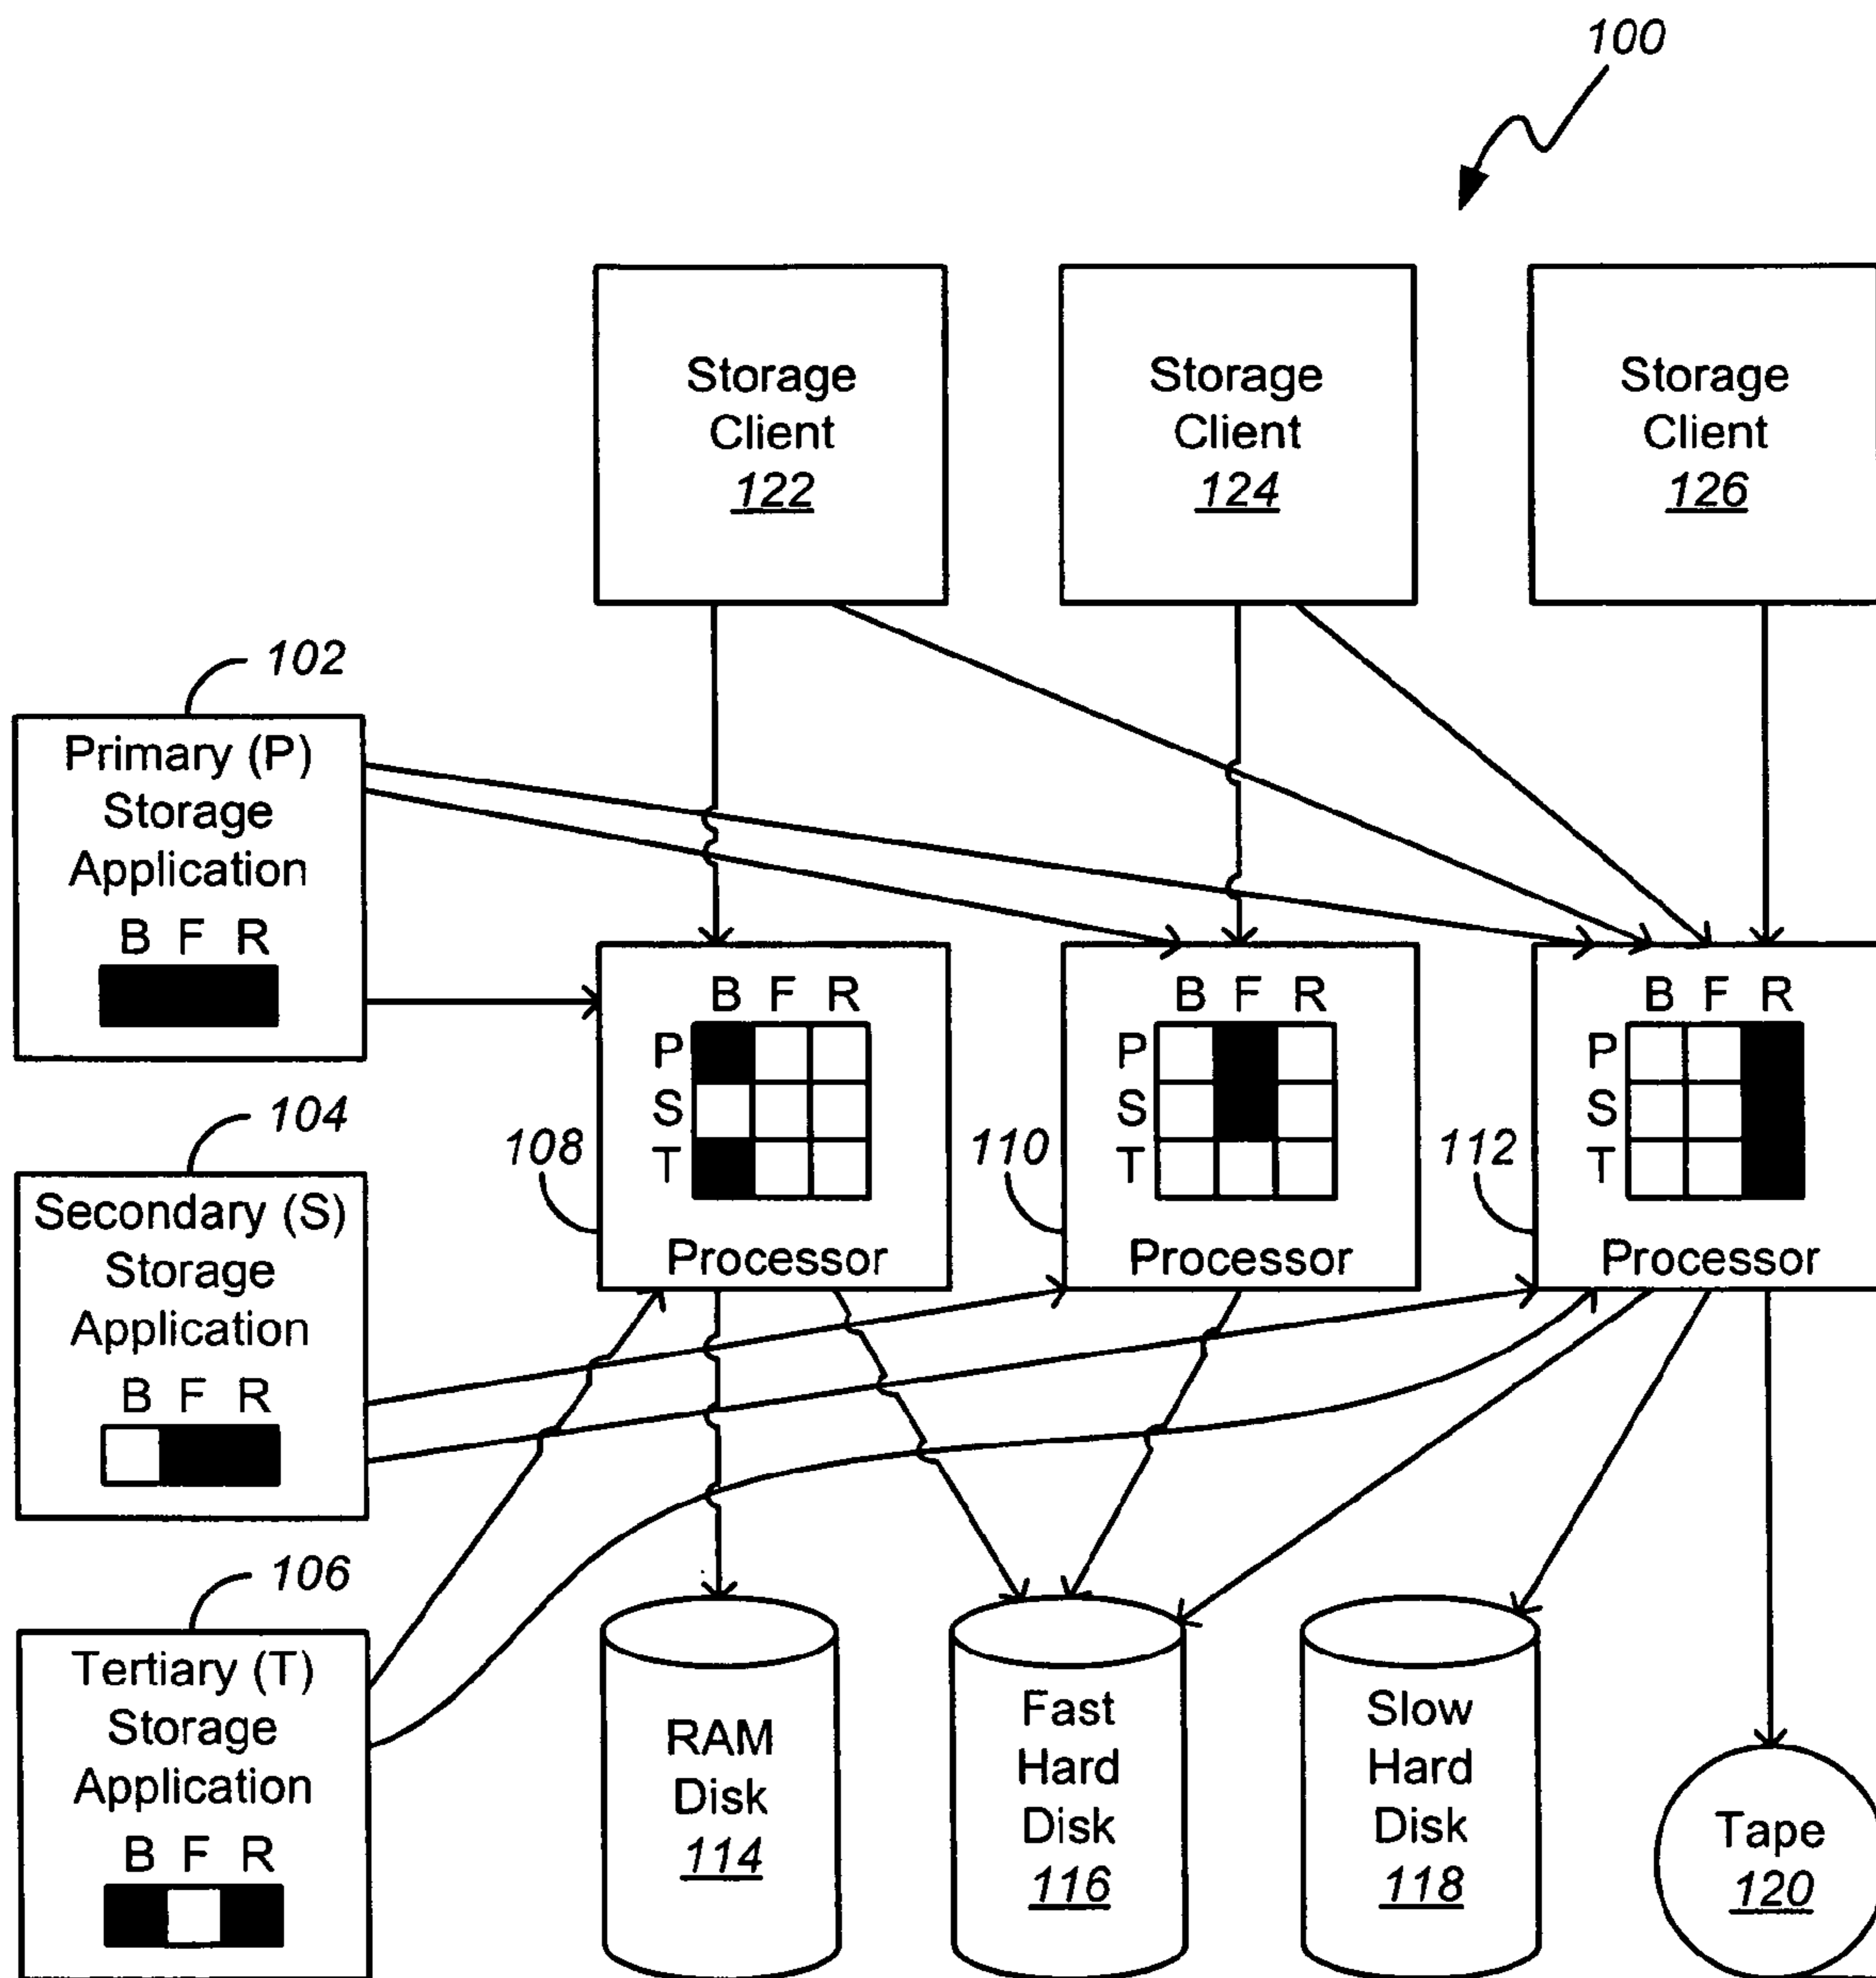 100
Storage
Client
122
Storage
Client
124
Storage
Client
126
102
Primary (P)
Storage
Application
B F R
104
Secondary (S)
Storage
Application
B F R
106
Tertiary (T)
Storage
Application
B F R
108
B F R
P
S
T
Processor
110
B F R
P
S
T
Processor
112
B F R
P
S
T
Processor
RAM
Disk
114
Fast
Hard
Disk
116
Slow
Hard
Disk
118
Tape
120